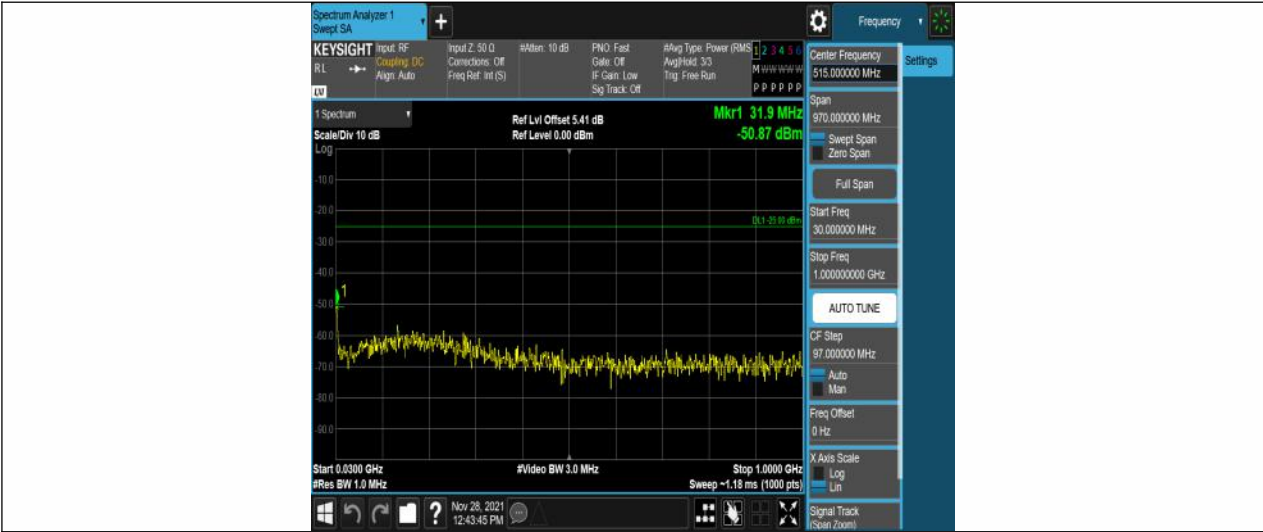 Spectrum Analyzer 1
Swept SA
+
Frequency
KEYSIGHT
RL
LV
Input: RF
Coupling: DC
Align: Auto
Input Z: 50 Ω
Corrections: Off
Freq Ref: Int (S)
#Atten: 10 dB
PNO: Fast
Gate: Off
IF Gain: Low
Sig Track: Off
#Avg Type: Power (RMS
Avg|Hold: 3/3
Trig: Free Run
1 2 3 4 5 6
M W W W W W
P P P P P P
1 Spectrum
Scale/Div 10 dB
Ref Lvl Offset 5.41 dB
Ref Level 0.00 dBm
Mkr1 31.9 MHz
-50.87 dBm
Log
-10.0
-20.0
DL1 -25.00 dBm
-30.0
-40.0
1
-50.0
-60.0
-70.0
-80.0
-90.0
Start 0.0300 GHz
#Res BW 1.0 MHz
#Video BW 3.0 MHz
Stop 1.0000 GHz
Sweep ~1.18 ms (1000 pts)
Center Frequency
515.000000 MHz
Settings
Span
970.000000 MHz
Swept Span
Zero Span
Full Span
Start Freq
30.000000 MHz
Stop Freq
1.000000000 GHz
AUTO TUNE
CF Step
97.000000 MHz
Auto
Man
Freq Offset
0 Hz
X Axis Scale
Log
Lin
Signal Track
(Span Zoom)
?
Nov 28, 2021
12:43:45 PM